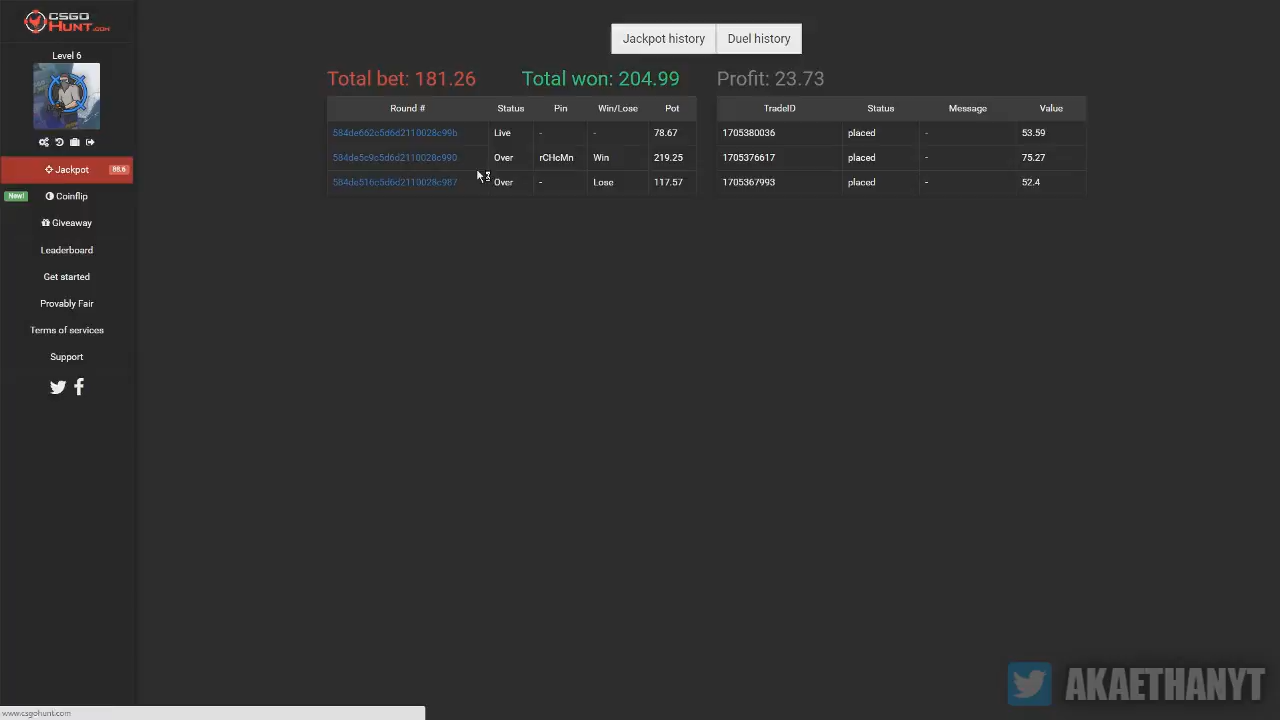 CSGO
HUNT.COM
Level 6
Jackpot 88.6
New! Coinflip
Giveaway
Leaderboard
Get started
Provably Fair
Terms of services
Support
Jackpot history Duel history
Total bet: 181.26 Total won: 204.99 Profit: 23.73
Round # Status Pin Win/Lose Pot
584de662c5d6d2110028c99b Live - - 78.67
584de5c9c5d6d2110028c990 Over rCHcMn Win 219.25
584de516c5d6d2110028c987 Over - Lose 117.57
TradeID Status Message Value
1705380036 placed - 53.59
1705376617 placed - 75.27
1705367993 placed - 52.4
www.csgohunt.com
AKAETHANYT